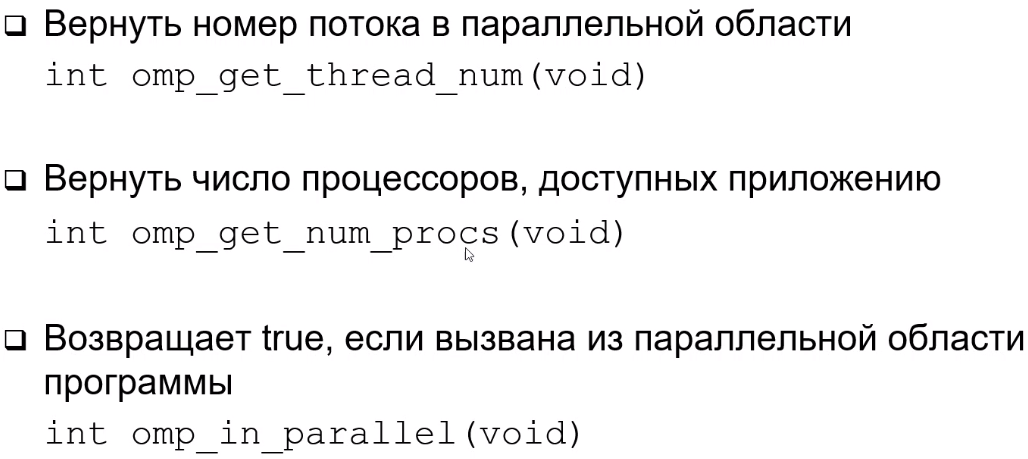 ❑ Вернуть номер потока в параллельной области
int omp_get_thread_num(void)
❑ Вернуть число процессоров, доступных приложению
int omp_get_num_procs(void)
❑ Возвращает true, если вызвана из параллельной области
программы
int omp_in_parallel(void)